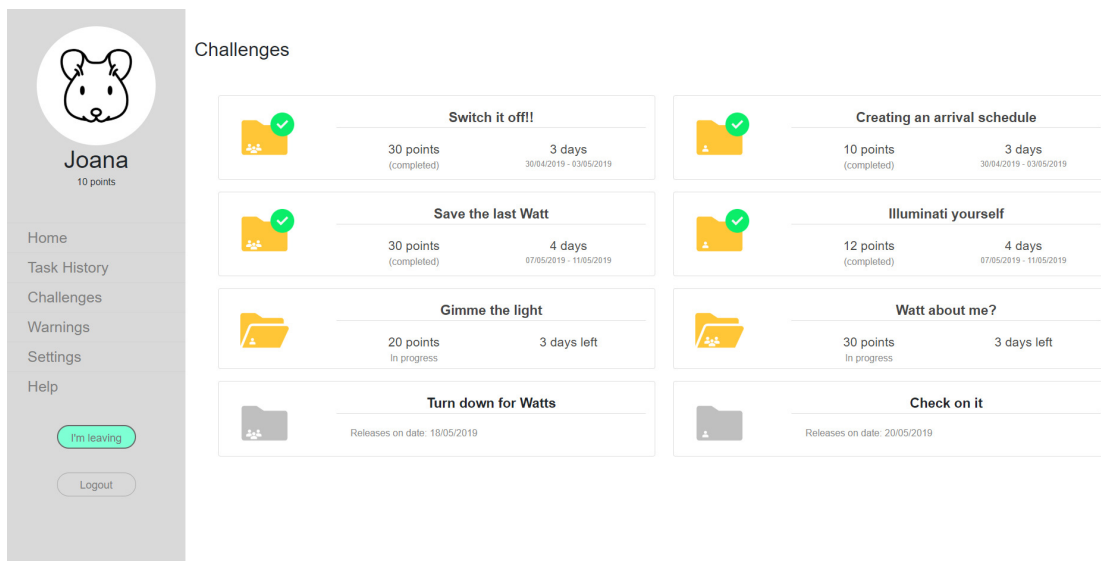 Joana
10 points
Home
Task History
Challenges
Warnings
Settings
Help
I'm leaving
Logout
Challenges
Switch it off!!
30 points 3 days
(completed) 30/04/2019 - 03/05/2019
Creating an arrival schedule
10 points 3 days
(completed) 30/04/2019 - 03/05/2019
Save the last Watt
30 points 4 days
(completed) 07/05/2019 - 11/05/2019
Illuminati yourself
12 points 4 days
(completed) 07/05/2019 - 11/05/2019
Gimme the light
20 points 3 days left
In progress
Watt about me?
30 points 3 days left
In progress
Turn down for Watts
Releases on date: 18/05/2019
Check on it
Releases on date: 20/05/2019